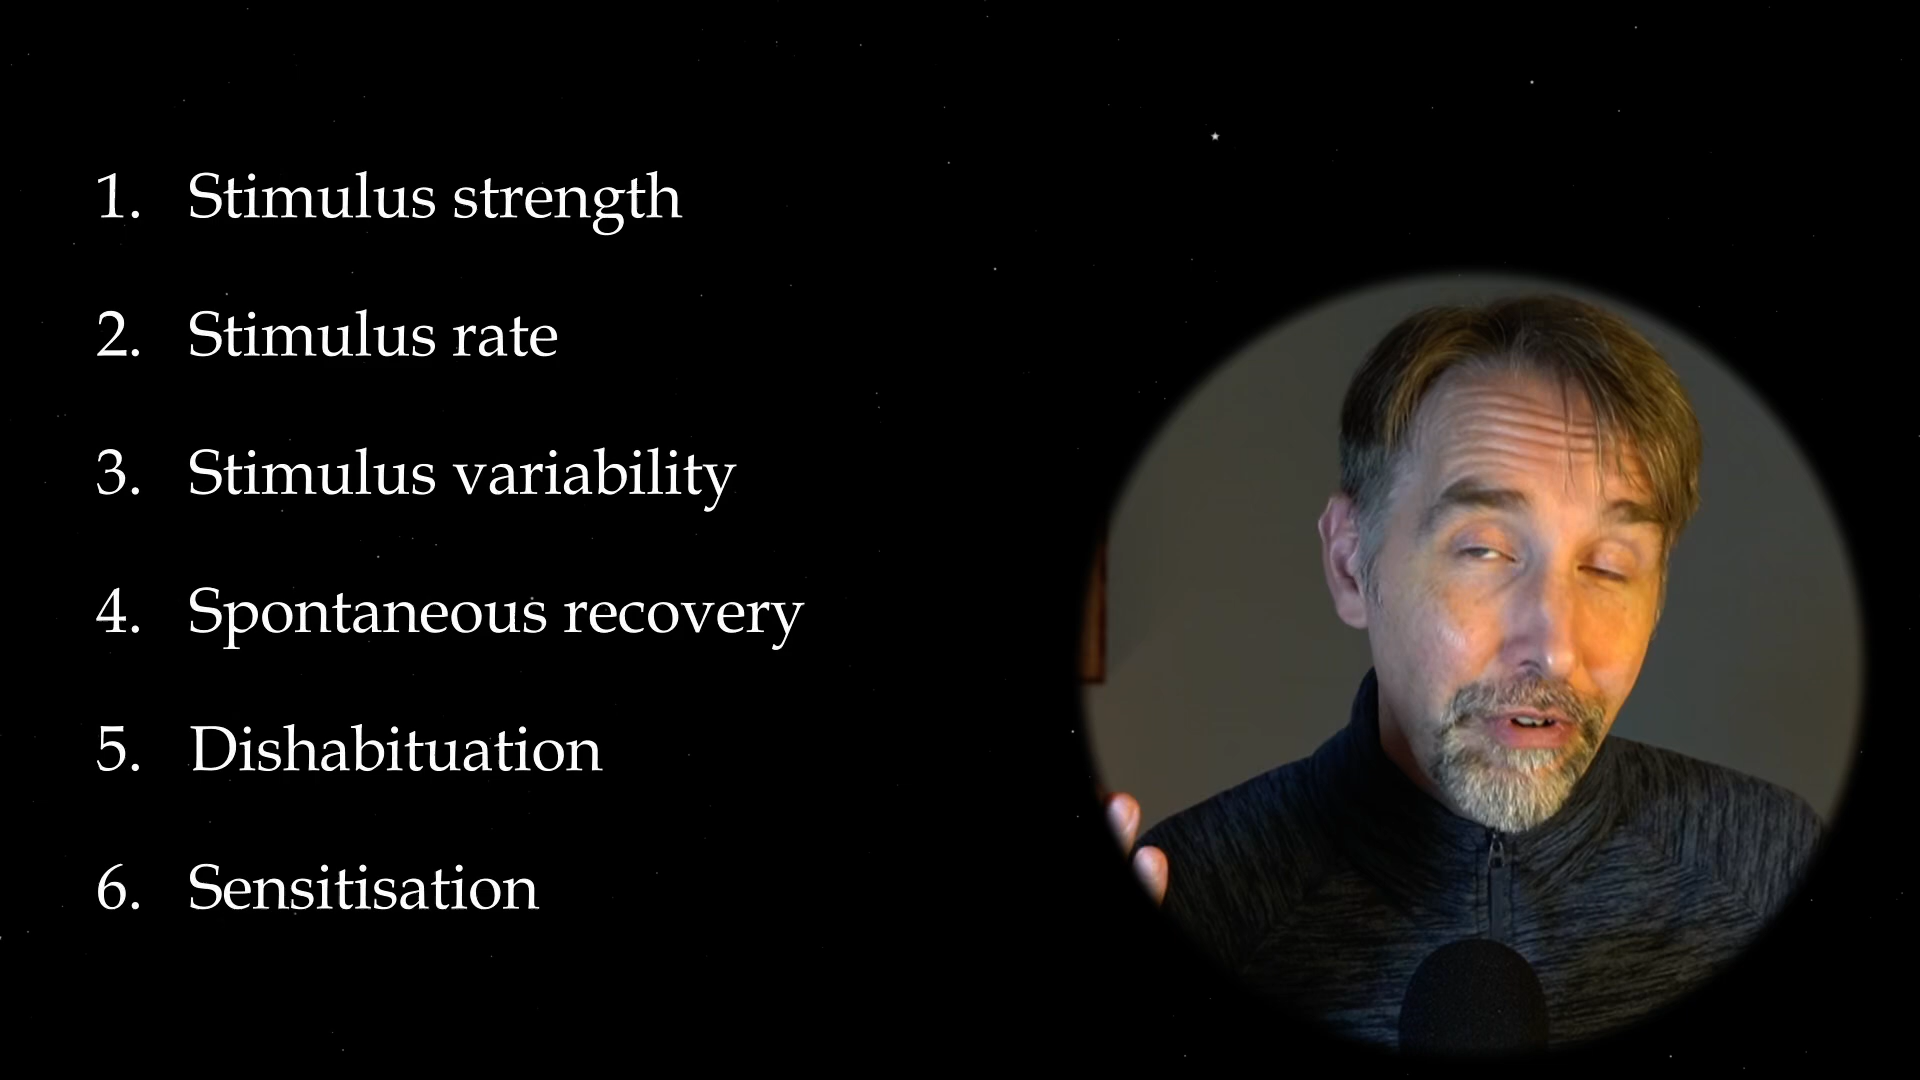 1. Stimulus strength
2. Stimulus rate
3. Stimulus variability
4. Spontaneous recovery
5. Dishabituation
6. Sensitisation